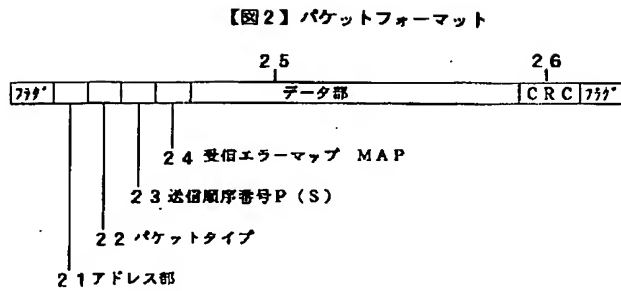 【図2】パケットフォーマット
25 26
フラグ データ部 CRC フラグ
24 受信エラーマップ MAP
23 送信順序番号P(S)
22 パケットタイプ
21 アドレス部